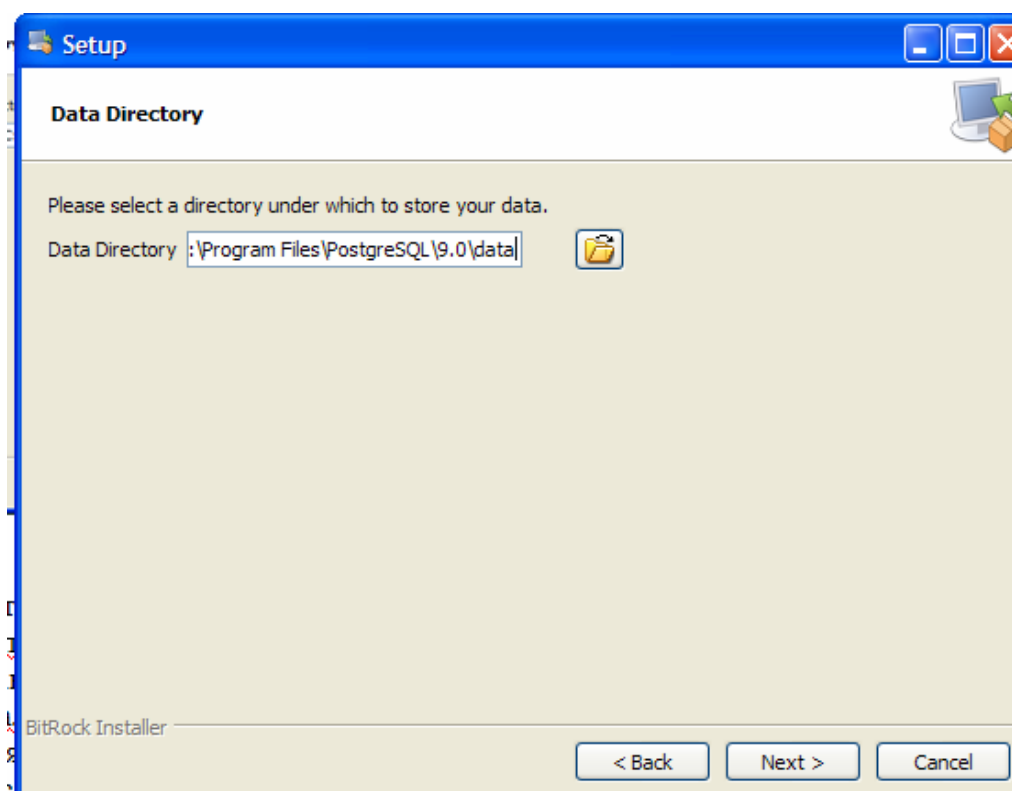 Setup
Data Directory
Please select a directory under which to store your data.
Data Directory :\Program Files\PostgreSQL\9.0\data
BitRock Installer
< Back Next > Cancel